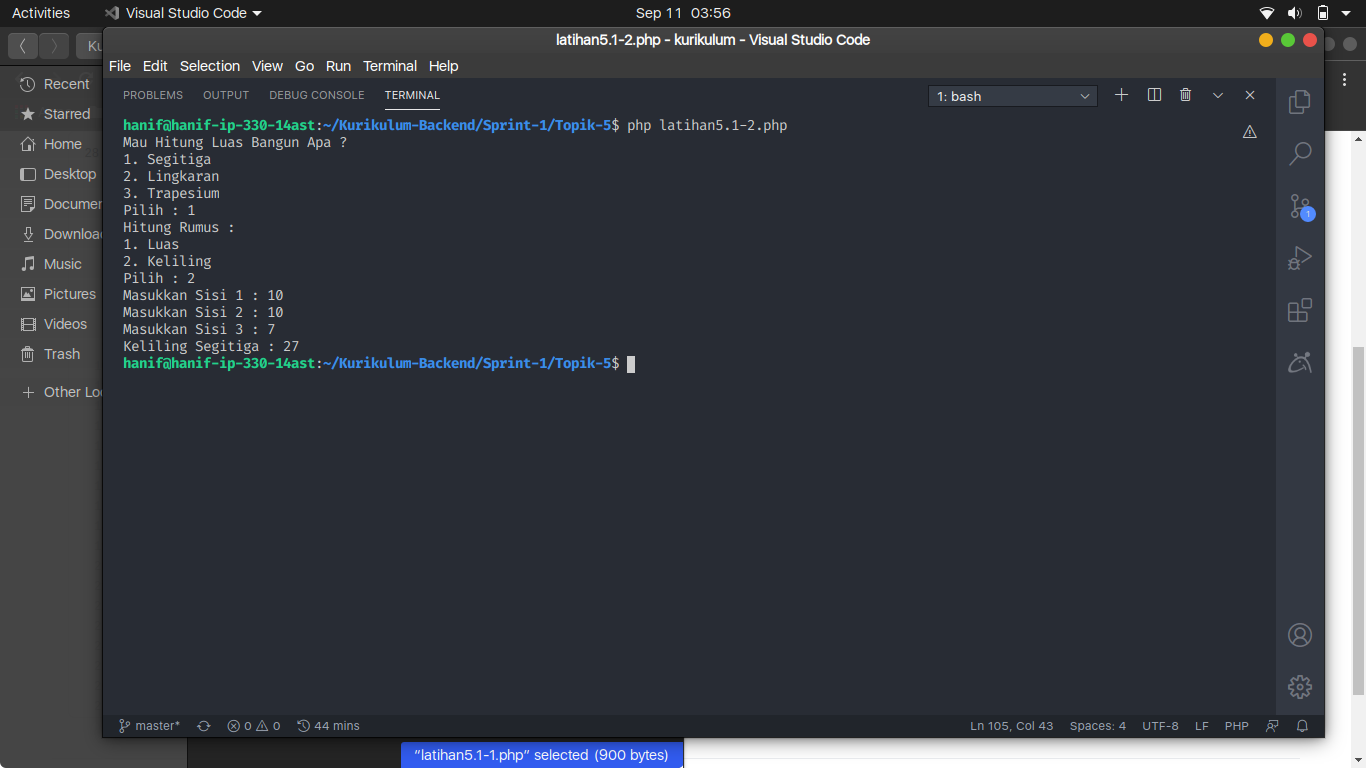 Activities
Visual Studio Code
Sep 11 03:56
latihan5.1-2.php - kurikulum - Visual Studio Code
File Edit Selection View Go Run Terminal Help
PROBLEMS OUTPUT DEBUG CONSOLE TERMINAL
1: bash
hanif@hanif-ip-330-14ast:~/Kurikulum-Backend/Sprint-1/Topik-5$ php latihan5.1-2.php
Mau Hitung Luas Bangun Apa ?
1. Segitiga
2. Lingkaran
3. Trapesium
Pilih : 1
Hitung Rumus :
1. Luas
2. Keliling
Pilih : 2
Masukkan Sisi 1 : 10
Masukkan Sisi 2 : 10
Masukkan Sisi 3 : 7
Keliling Segitiga : 27
hanif@hanif-ip-330-14ast:~/Kurikulum-Backend/Sprint-1/Topik-5$
Ku
Recent
Starred
Home
Desktop
Documen
Downloa
Music
Pictures
Videos
Trash
Other Lo
1
master*
0
0
44 mins
Ln 105, Col 43
Spaces: 4
UTF-8
LF
PHP
"latihan5.1-1.php" selected (900 bytes)